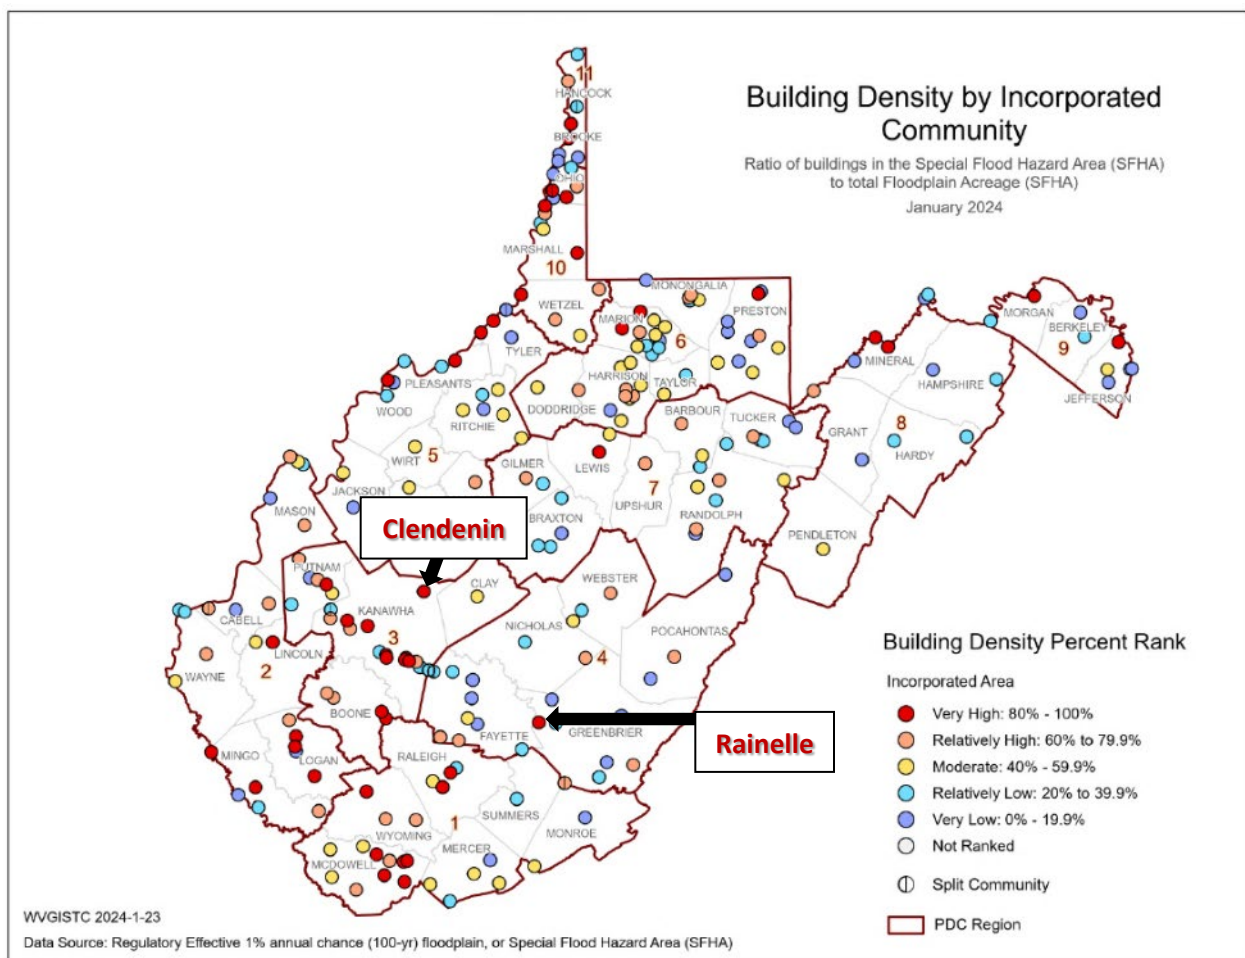 Building Density by Incorporated
Community
Ratio of buildings in the Special Flood Hazard Area (SFHA)
to total Floodplain Acreage (SFHA)
January 2024
11
HANCOCK
BROOKE
OHIO
MARSHALL
10
WETZEL
MONONGALIA
MARION
PRESTON
MORGAN
BERKELEY
9
JEFFERSON
TYLER
6
MINERAL
HAMPSHIRE
PLEASANTS
HARRISON
TAYLOR
WOOD
DODDRIDGE
BARBOUR
TUCKER
RITCHIE
GRANT
8
HARDY
WIRT
5
GILMER
LEWIS
7
JACKSON
UPSHUR
MASON
BRAXTON
RANDOLPH
Clendenin
PENDLETON
PUTNAM
CLAY
WEBSTER
CABELL
KANAWHA
3
NICHOLAS
POCAHONTAS
LINCOLN
4
WAYNE
2
BOONE
FAYETTE
GREENBRIER
Rainelle
MINGO
LOGAN
RALEIGH
SUMMERS
1
WYOMING
MONROE
MERCER
MCDOWELL
Building Density Percent Rank
Incorporated Area
Very High: 80% - 100%
Relatively High: 60% to 79.9%
Moderate: 40% - 59.9%
Relatively Low: 20% to 39.9%
Very Low: 0% - 19.9%
Not Ranked
Split Community
PDC Region
WVGISTC 2024-1-23
Data Source: Regulatory Effective 1% annual chance (100-yr) floodplain, or Special Flood Hazard Area (SFHA)